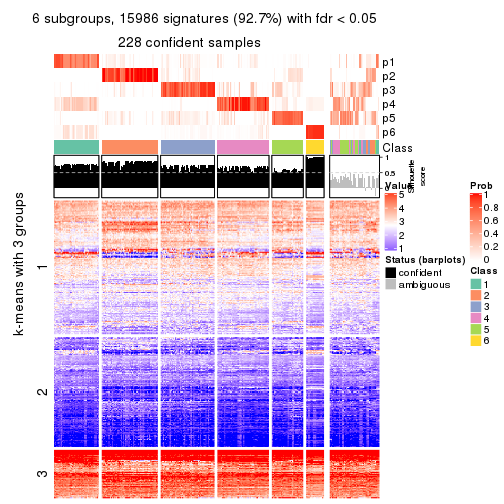 6 subgroups, 15986 signatures (92.7%) with fdr < 0.05
228 confident samples
p1
p2
p3
p4
p5
p6
Class
1
0.5
0
Silhouette
score
k-means with 3 groups
1
2
3
Value
5
4
3
2
1
Status (barplots)
confident
ambiguous
Prob
1
0.8
0.6
0.4
0.2
0
Class
1
2
3
4
5
6